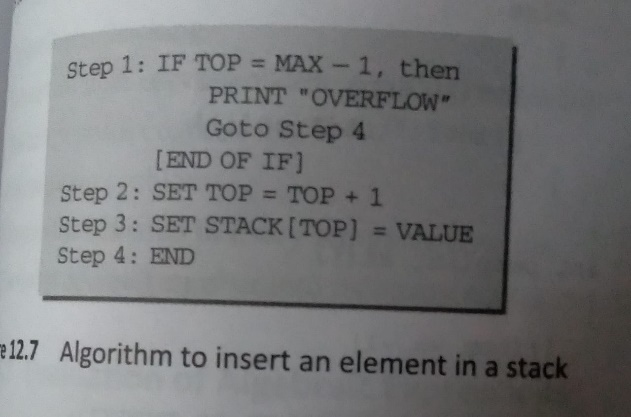 Step 1: IF TOP = MAX – 1, then
PRINT "OVERFLOW"
Goto Step 4
[END OF IF]
Step 2: SET TOP = TOP + 1
Step 3: SET STACK[TOP] = VALUE
Step 4: END
e 12.7 Algorithm to insert an element in a stack